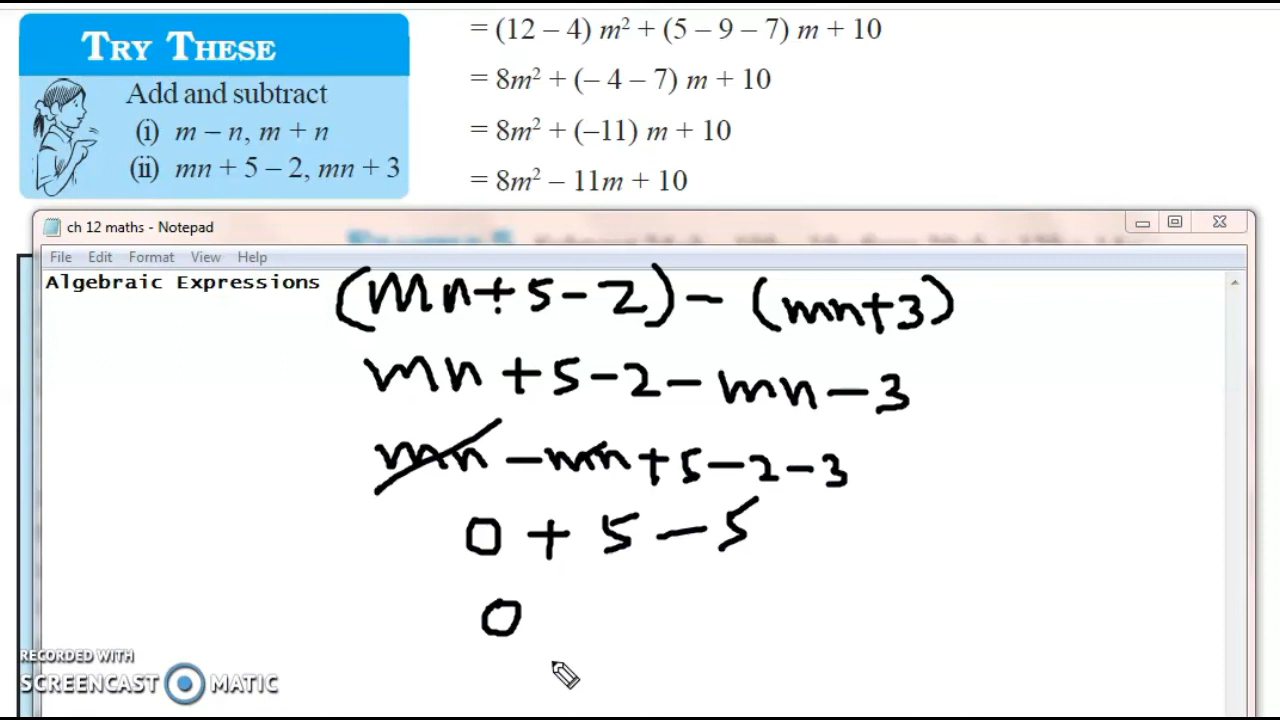 TRY THESE
Add and subtract
(i) m – n, m + n
(ii) mn + 5 – 2, mn + 3
= (12 – 4) m² + (5 – 9 – 7) m + 10
= 8m² + (– 4 – 7) m + 10
= 8m² + (–11) m + 10
= 8m² – 11m + 10
ch 12 maths - Notepad
File Edit Format View Help
Algebraic Expressions
(mn+5-2)-(mn+3)
mn+5-2-mn-3
mn-mn+5-2-3
0+5-5
0
RECORDED WITH
SCREENCAST MATIC